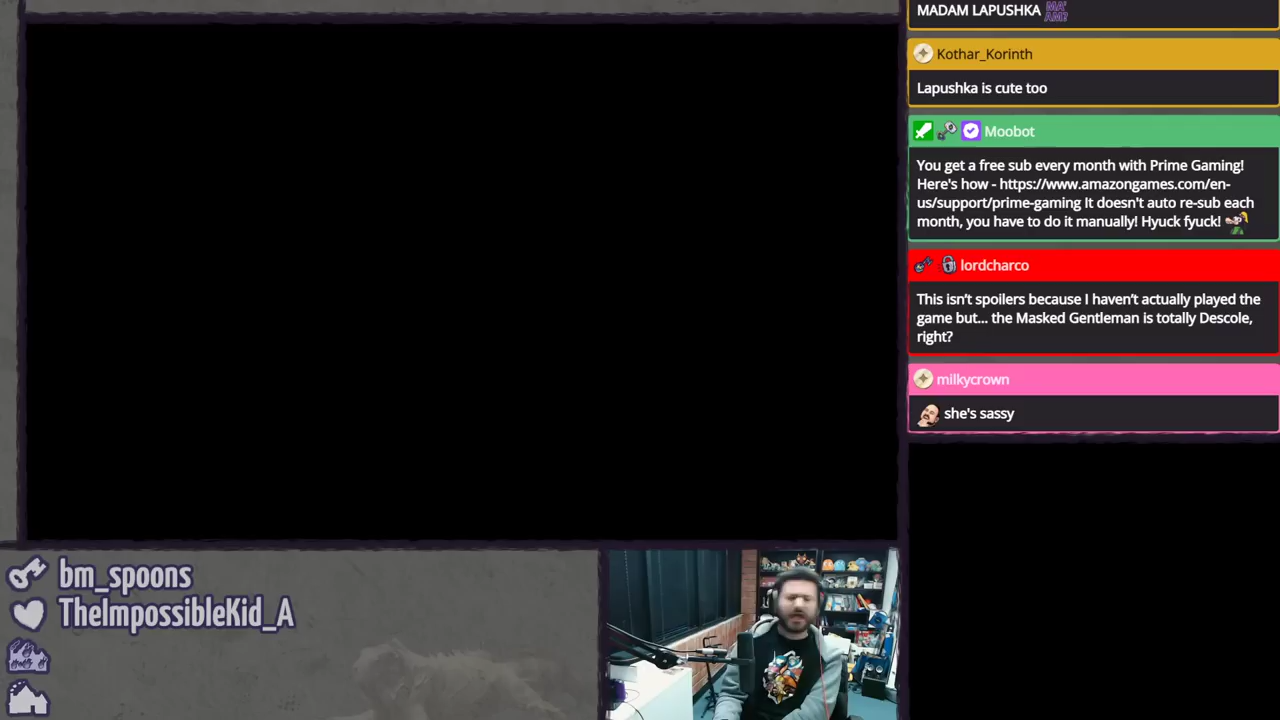 MADAM LAPUSHKA MA' AM?
Kothar_Korinth
Lapushka is cute too
Moobot
You get a free sub every month with Prime Gaming!
Here's how - https://www.amazongames.com/en-
us/support/prime-gaming It doesn't auto re-sub each
month, you have to do it manually! Hyuck fyuck!
lordcharco
This isn't spoilers because I haven't actually played the
game but... the Masked Gentleman is totally Descole,
right?
milkycrown
she's sassy
bm_spoons
TheImpossibleKid_A